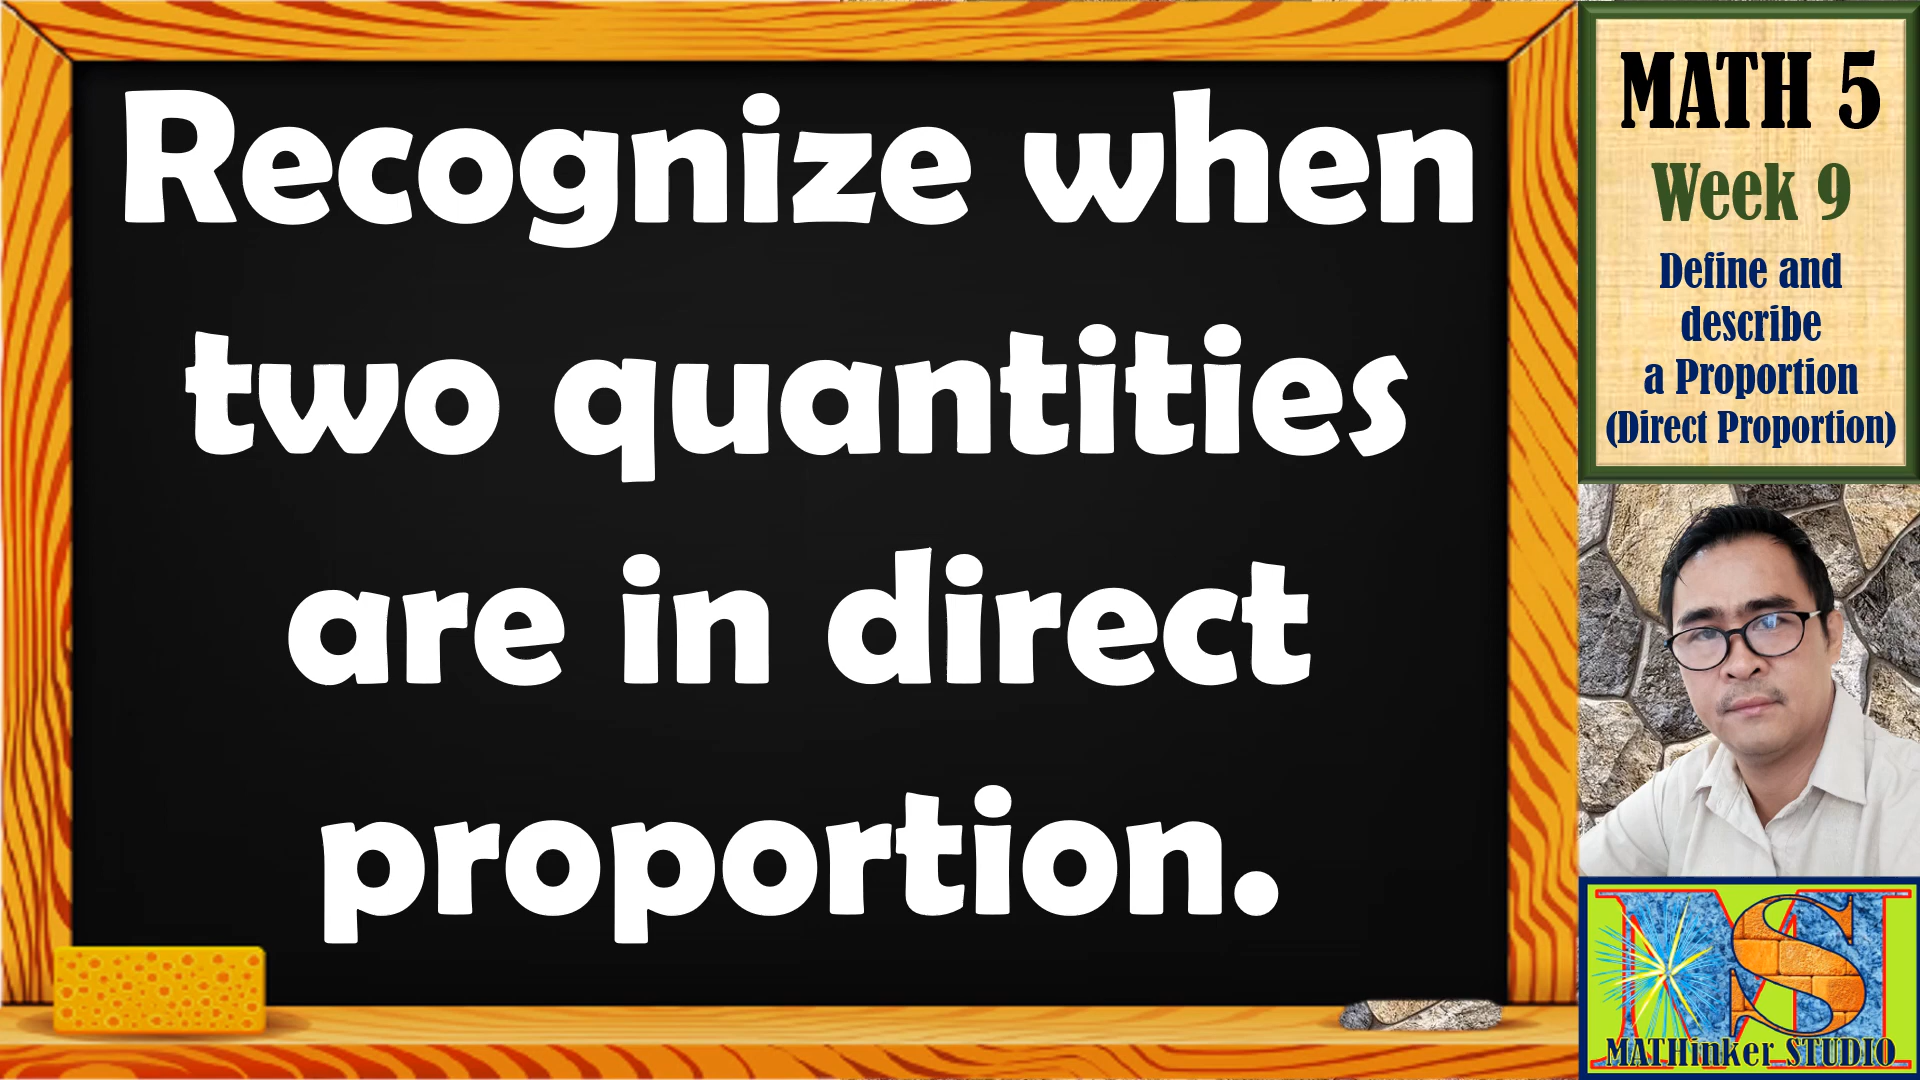 Recognize when
two quantities
are in direct
proportion.
MATH 5
Week 9
Define and
describe
a Proportion
(Direct Proportion)
MS
MATHinker STUDIO